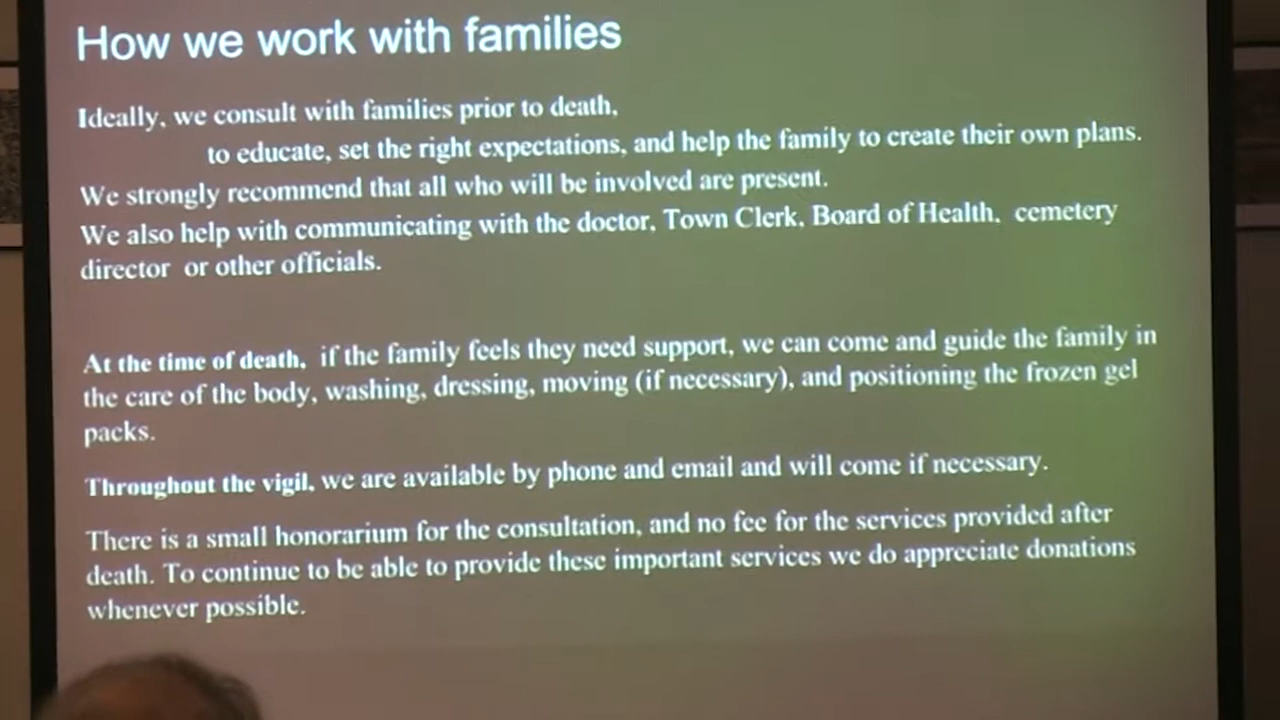 How we work with families
Ideally, we consult with families prior to death,
to educate, set the right expectations, and help the family to create their own plans.
We strongly recommend that all who will be involved are present.
We also help with communicating with the doctor, Town Clerk, Board of Health, cemetery
director or other officials.
At the time of death, if the family feels they need support, we can come and guide the family in
the care of the body, washing, dressing, moving (if necessary), and positioning the frozen gel
packs.
Throughout the vigil, we are available by phone and email and will come if necessary.
There is a small honorarium for the consultation, and no fee for the services provided after
death. To continue to be able to provide these important services we do appreciate donations
whenever possible.